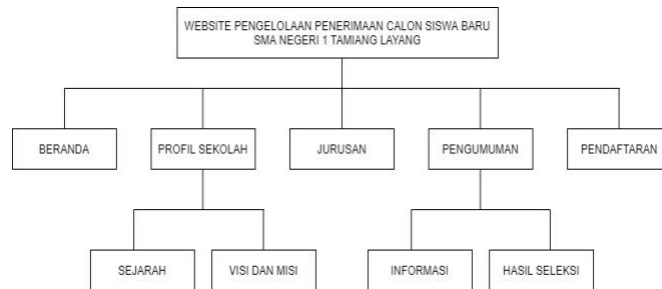 WEBSITE PENGELOLAAN PENERIMAAN CALON SISWA BARU
SMA NEGERI 1 TAMIANG LAYANG
BERANDA
PROFIL SEKOLAH
JURUSAN
PENGUMUMAN
PENDAFTARAN
SEJARAH
VISI DAN MISI
INFORMASI
HASIL SELEKSI